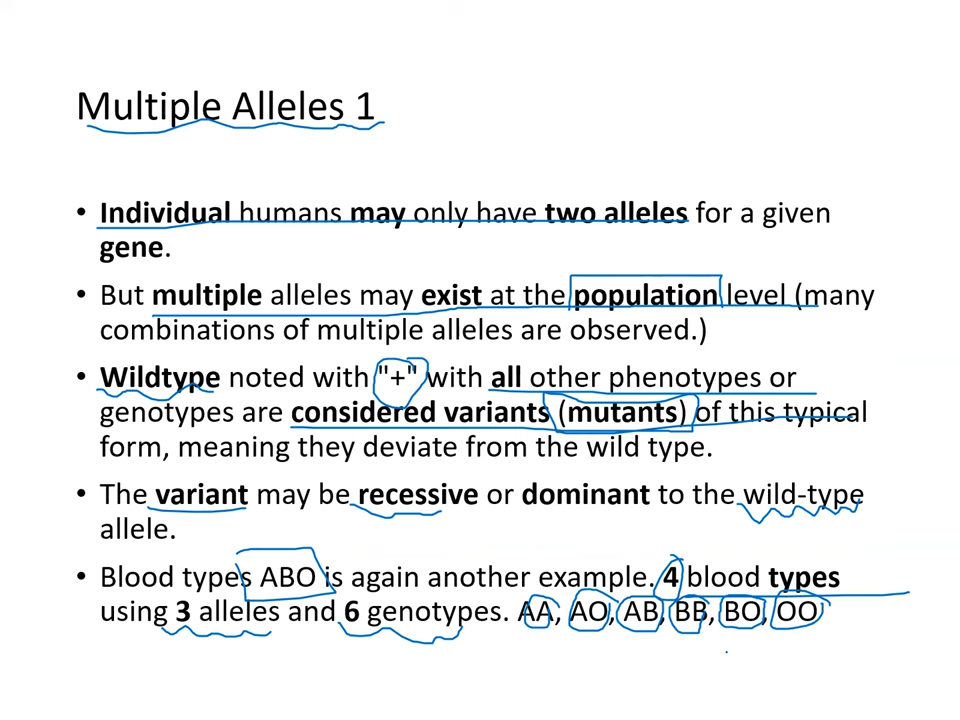 Multiple Alleles 1
• Individual humans may only have two alleles for a given
gene.
• But multiple alleles may exist at the population level (many
combinations of multiple alleles are observed.)
• Wildtype noted with "+" with all other phenotypes or
genotypes are considered variants (mutants) of this typical
form, meaning they deviate from the wild type.
• The variant may be recessive or dominant to the wild-type
allele.
• Blood types ABO is again another example. 4 blood types
using 3 alleles and 6 genotypes. AA, AO, AB, BB, BO, OO